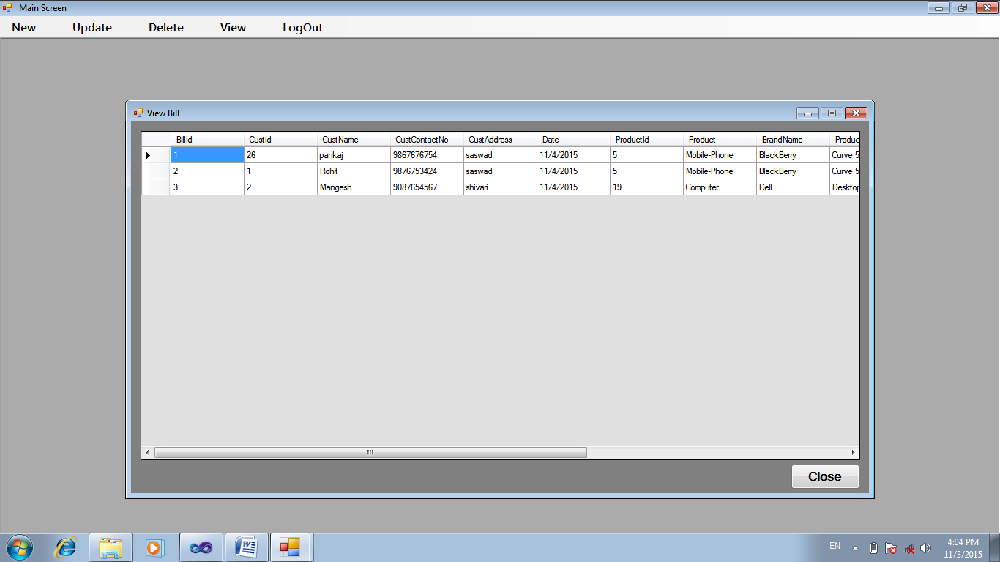 Main Screen
New Update Delete View LogOut
View Bill
BillId CustId CustName CustContactNo CustAddress Date ProductId Product BrandName Produc
1 26 pankaj 9867676754 saswad 11/4/2015 5 Mobile-Phone BlackBerry Curve 5
2 1 Rohit 9876753424 saswad 11/4/2015 5 Mobile-Phone BlackBerry Curve 5
3 2 Mangesh 9087654567 shivari 11/4/2015 19 Computer Dell Desktop
Close
EN 4:04 PM
11/3/2015